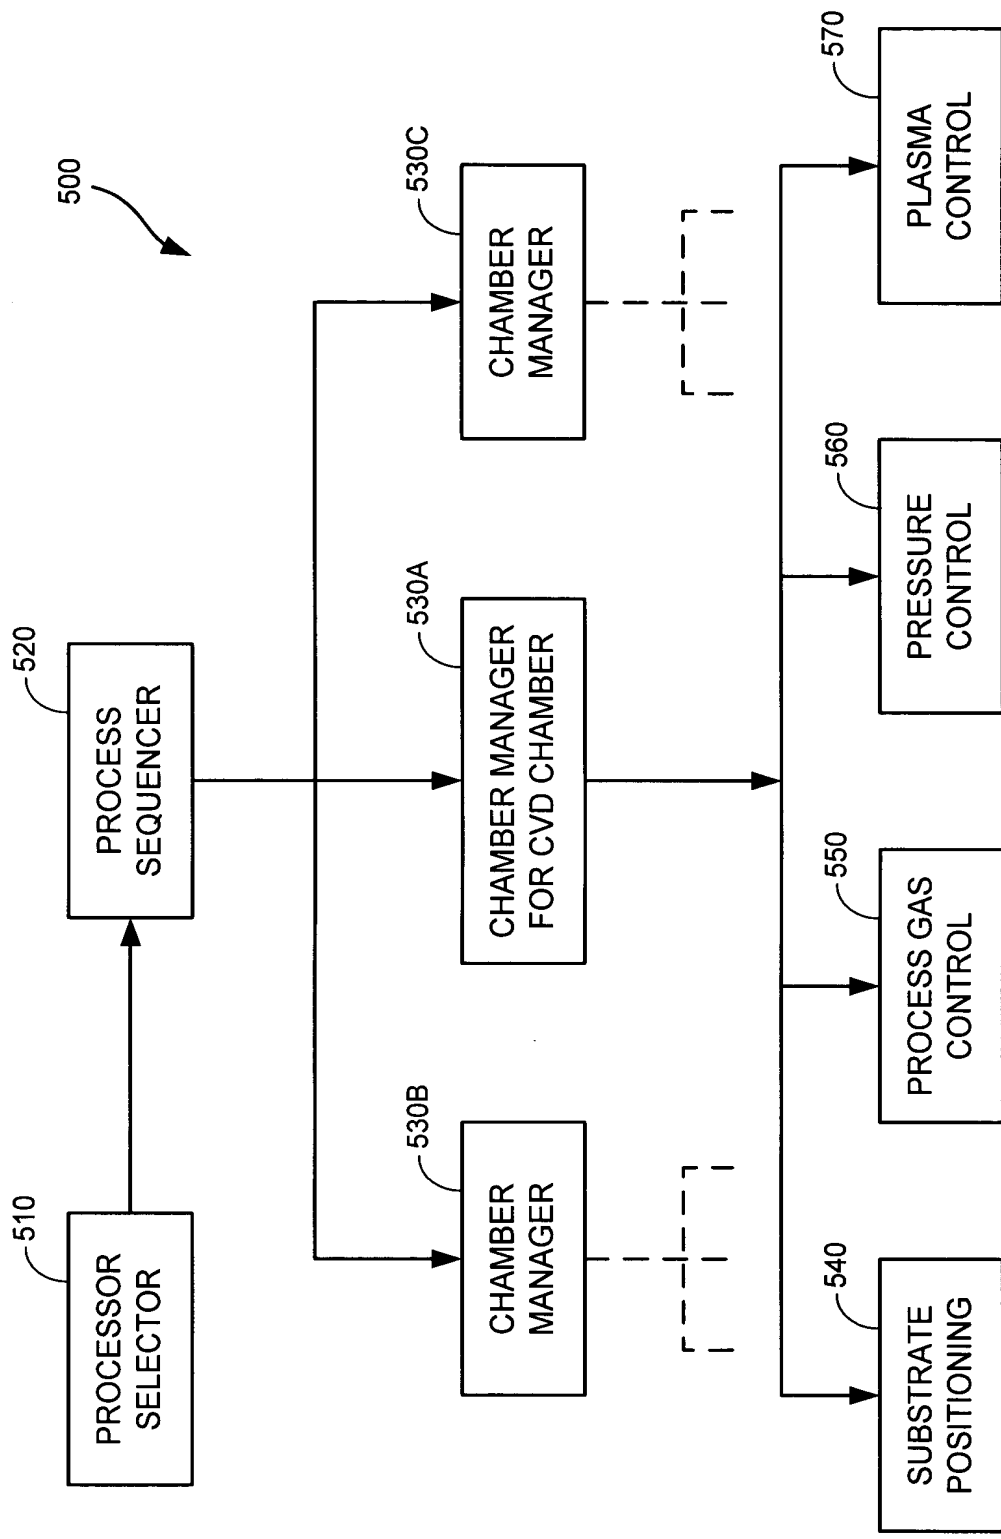 500
510
PROCESSOR
SELECTOR
520
PROCESS
SEQUENCER
530B
CHAMBER
MANAGER
530A
CHAMBER MANAGER
FOR CVD CHAMBER
530C
CHAMBER
MANAGER
540
SUBSTRATE
POSITIONING
550
PROCESS GAS
CONTROL
560
PRESSURE
CONTROL
570
PLASMA
CONTROL